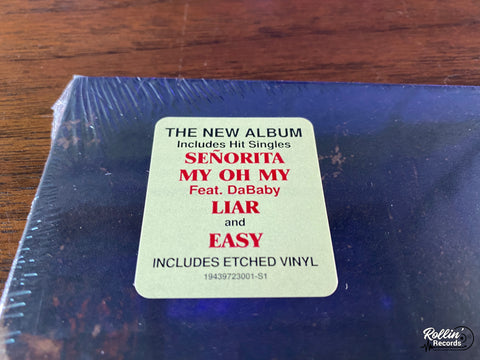 THE NEW ALBUM
Includes Hit Singles
SEÑORITA
MY OH MY
Feat. DaBaby
LIAR
and
EASY
INCLUDES ETCHED VINYL
19439723001-S1
Rollin'
Records